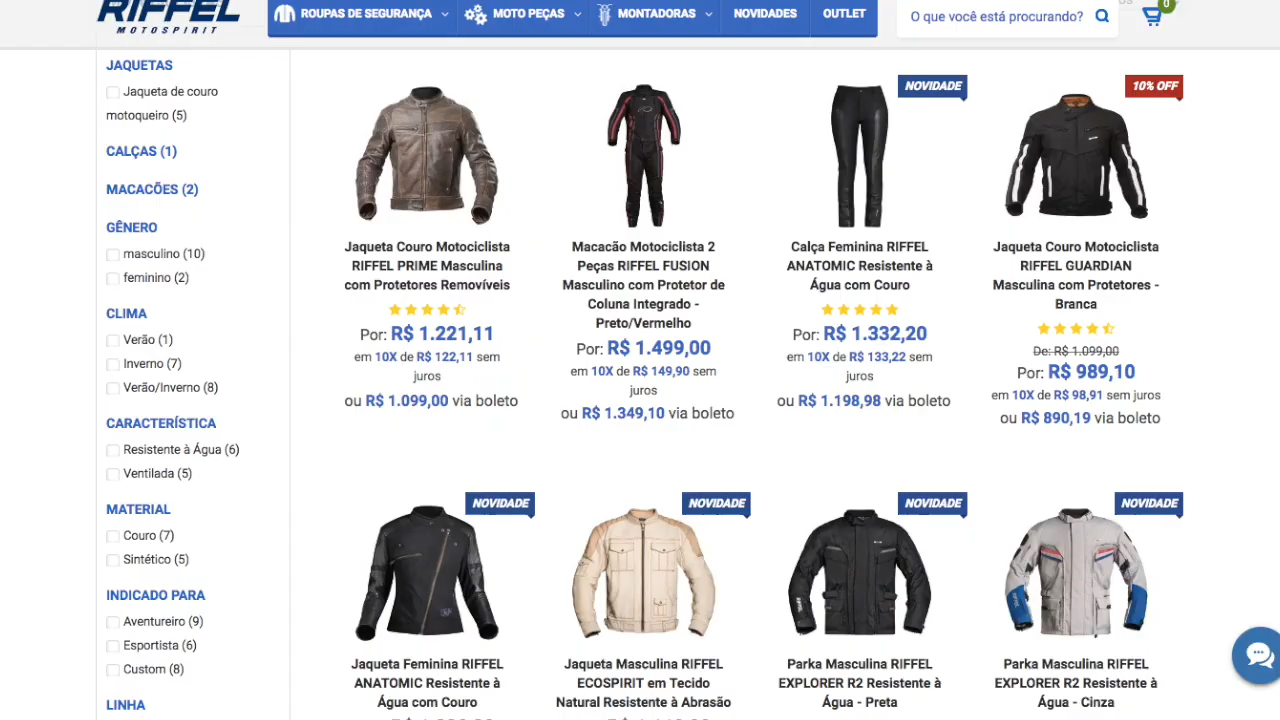 RIFFEL
MOTOSPIRIT
ROUPAS DE SEGURANÇA
MOTO PEÇAS
MONTADORAS
NOVIDADES
OUTLET
O que você está procurando?
0
JAQUETAS
Jaqueta de couro
motoqueiro (5)
CALÇAS (1)
MACACÕES (2)
GÊNERO
masculino (10)
feminino (2)
CLIMA
Verão (1)
Inverno (7)
Verão/Inverno (8)
CARACTERÍSTICA
Resistente à Água (6)
Ventilada (5)
MATERIAL
Couro (7)
Sintético (5)
INDICADO PARA
Aventureiro (9)
Esportista (6)
Custom (8)
LINHA
Jaqueta Couro Motociclista
RIFFEL PRIME Masculina
com Protetores Removíveis
Por: R$ 1.221,11
em 10X de R$ 122,11 sem
juros
ou R$ 1.099,00 via boleto
Macacão Motociclista 2
Peças RIFFEL FUSION
Masculino com Protetor de
Coluna Integrado -
Preto/Vermelho
Por: R$ 1.499,00
em 10X de R$ 149,90 sem
juros
ou R$ 1.349,10 via boleto
NOVIDADE
Calça Feminina RIFFEL
ANATOMIC Resistente à
Água com Couro
Por: R$ 1.332,20
em 10X de R$ 133,22 sem
juros
ou R$ 1.198,98 via boleto
10% OFF
Jaqueta Couro Motociclista
RIFFEL GUARDIAN
Masculina com Protetores -
Branca
De: R$ 1.099,00
Por: R$ 989,10
em 10X de R$ 98,91 sem juros
ou R$ 890,19 via boleto
NOVIDADE
Jaqueta Feminina RIFFEL
ANATOMIC Resistente à
Água com Couro
NOVIDADE
Jaqueta Masculina RIFFEL
ECOSPIRIT em Tecido
Natural Resistente à Abrasão
NOVIDADE
RIFFEL
Parka Masculina RIFFEL
EXPLORER R2 Resistente à
Água - Preta
NOVIDADE
RIFFEL
Parka Masculina RIFFEL
EXPLORER R2 Resistente à
Água - Cinza